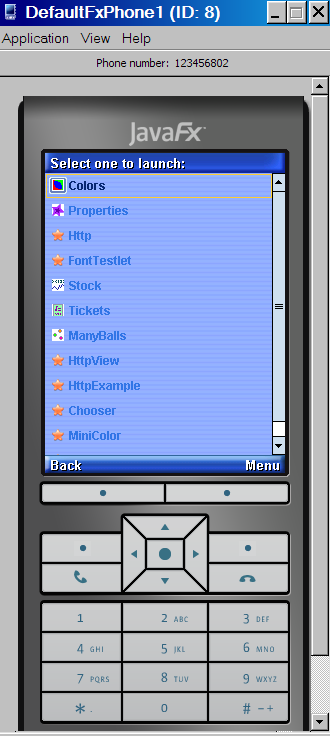 DefaultFxPhone1 (ID: 8)
Application View Help
Phone number: 123456802
JavaFx
Select one to launch:
Colors
Properties
Http
FontTestlet
Stock
Tickets
ManyBalls
HttpView
HttpExample
Chooser
MiniColor
Back Menu
1 2 ABC 3 DEF
4 GHI 5 JKL 6 MNO
7 PQRS 8 TUV 9 WXYZ
* . 0 # -+